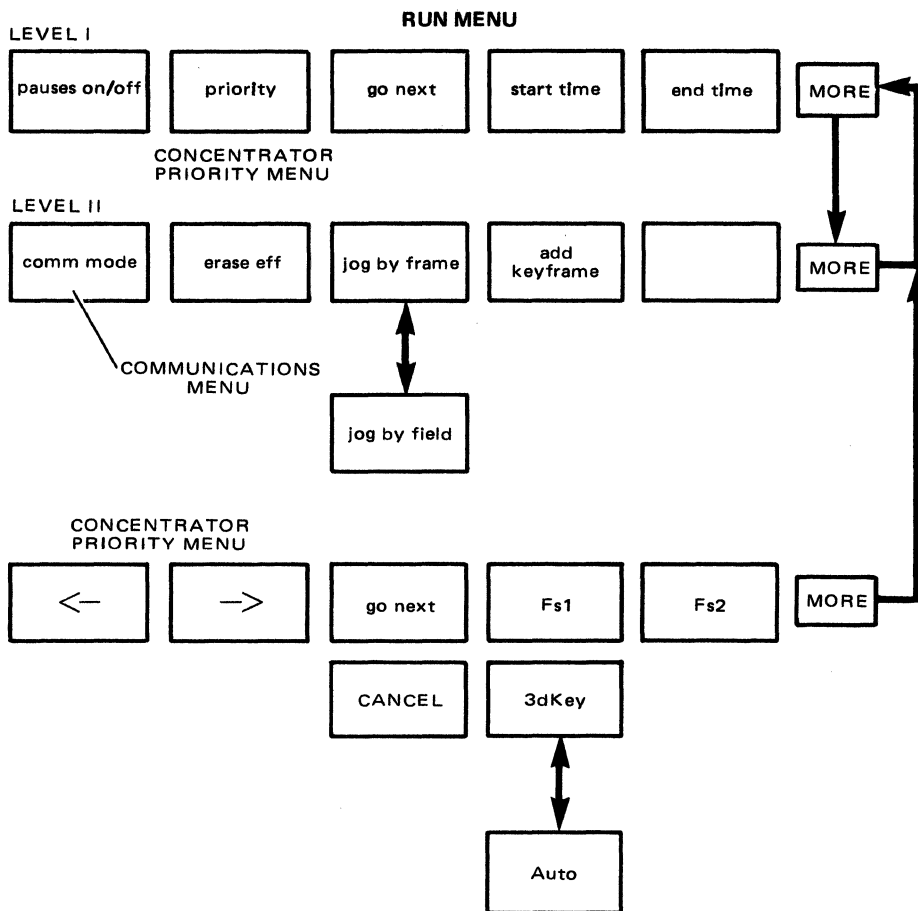 RUN MENU
LEVEL I
pauses on/off
priority
go next
start time
end time
MORE
CONCENTRATOR
PRIORITY MENU
LEVEL II
comm mode
erase eff
jog by frame
add
keyframe
MORE
COMMUNICATIONS
MENU
jog by field
CONCENTRATOR
PRIORITY MENU
<-
->
go next
Fs1
Fs2
MORE
CANCEL
3dKey
Auto